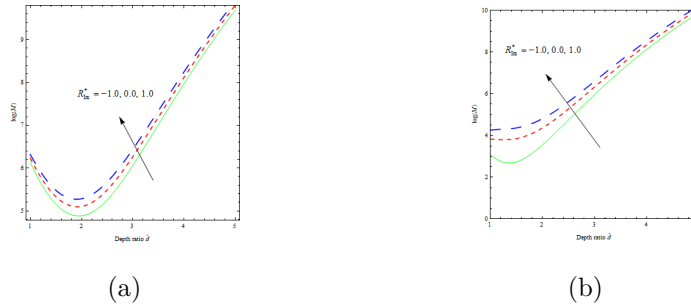 R*Im = −1.0, 0.0, 1.0
log(M)
9
8
7
6
5
1 2 3 4 5
Depth ratio d̂
(a)
R*Im = −1.0, 0.0, 1.0
log(M)
10
8
6
4
2
0
1 2 3 4
Depth ratio d̂
(b)